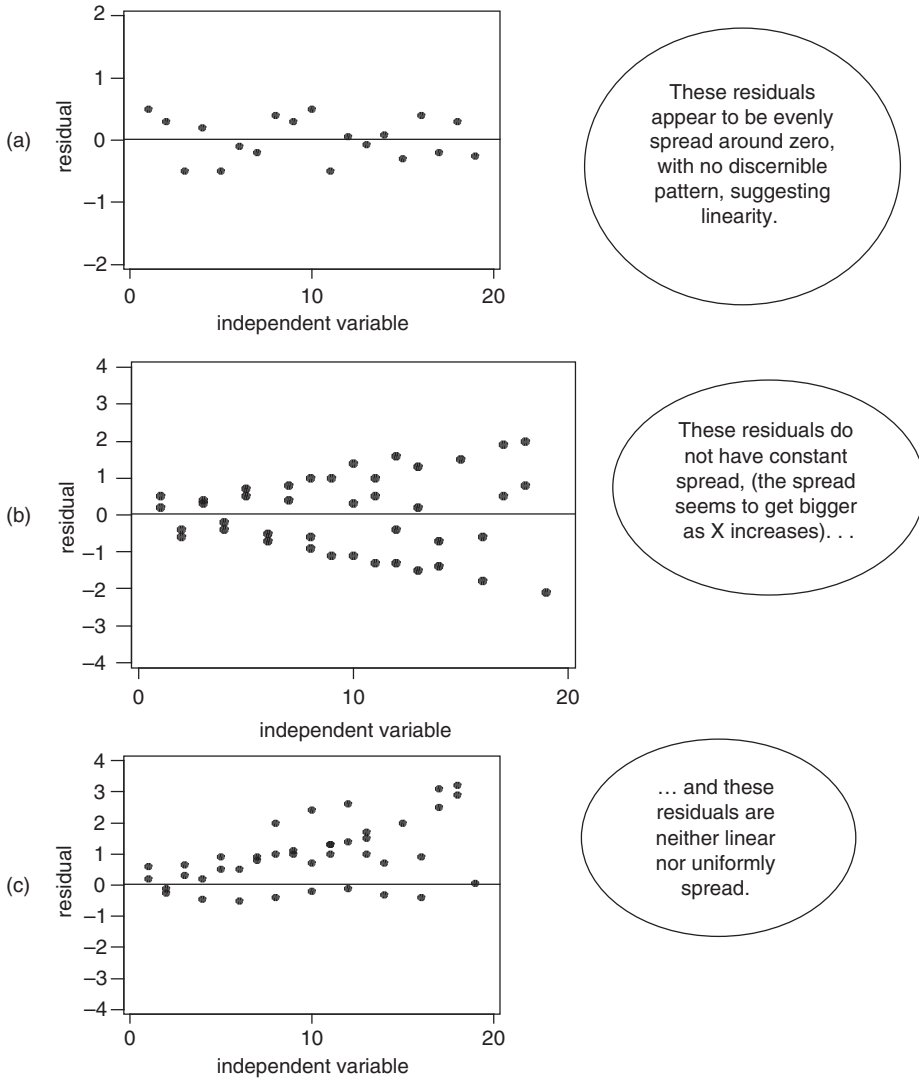 (a)
residual
2
1
0
–1
–2
0
10
20
independent variable
These residuals
appear to be evenly
spread around zero,
with no discernible
pattern, suggesting
linearity.
(b)
residual
4
3
2
1
0
–1
–2
–3
–4
0
10
20
independent variable
These residuals do
not have constant
spread, (the spread
seems to get bigger
as X increases). . .
(c)
residual
4
3
2
1
0
–1
–2
–3
–4
0
10
20
independent variable
... and these
residuals are
neither linear
nor uniformly
spread.